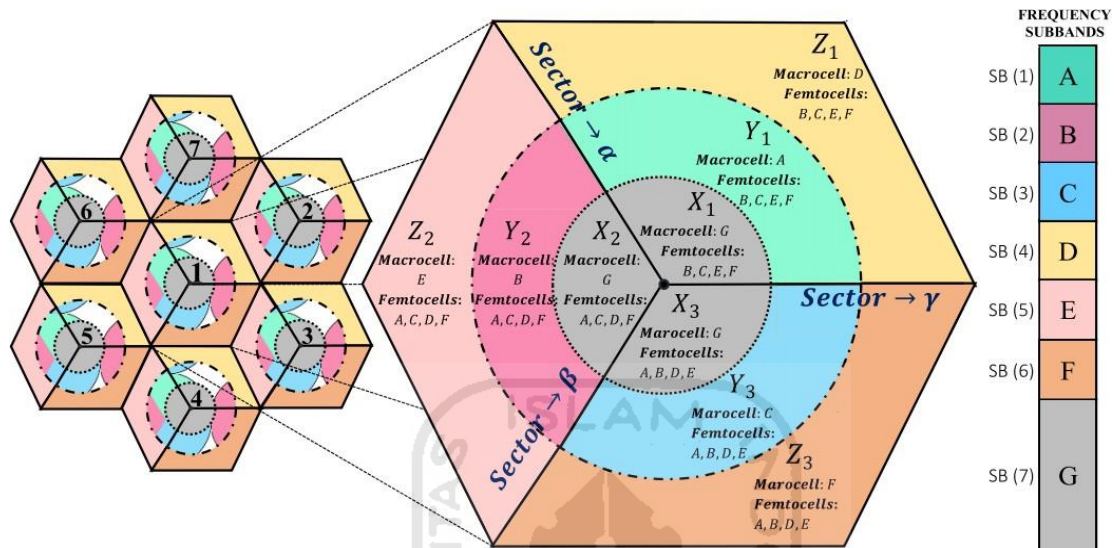 FREQUENCY
SUBBANDS
SB (1) A
SB (2) B
SB (3) C
SB (4) D
SB (5) E
SB (6) F
SB (7) G
7
6
2
1
5
3
4
Sector → α
Sector → β
Sector → γ
Z₁
Macrocell: D
Femtocells:
B, C, E, F
Y₁
Macrocell: A
Femtocells:
B, C, E, F
X₁
Macrocell: G
Femtocells:
B, C, E, F
Z₂
Macrocell:
E
Femtocells:
A, C, D, F
Y₂
Macrocell:
B
Femtocells:
A, C, D, F
X₂
Macrocell:
G
Femtocells:
A, C, D, F
X₃
Marocell: G
Femtocells:
A, B, D, E
Y₃
Marocell: C
Femtocells:
A, B, D, E
Z₃
Marocell: F
Femtocells:
A, B, D, E
ISLAM